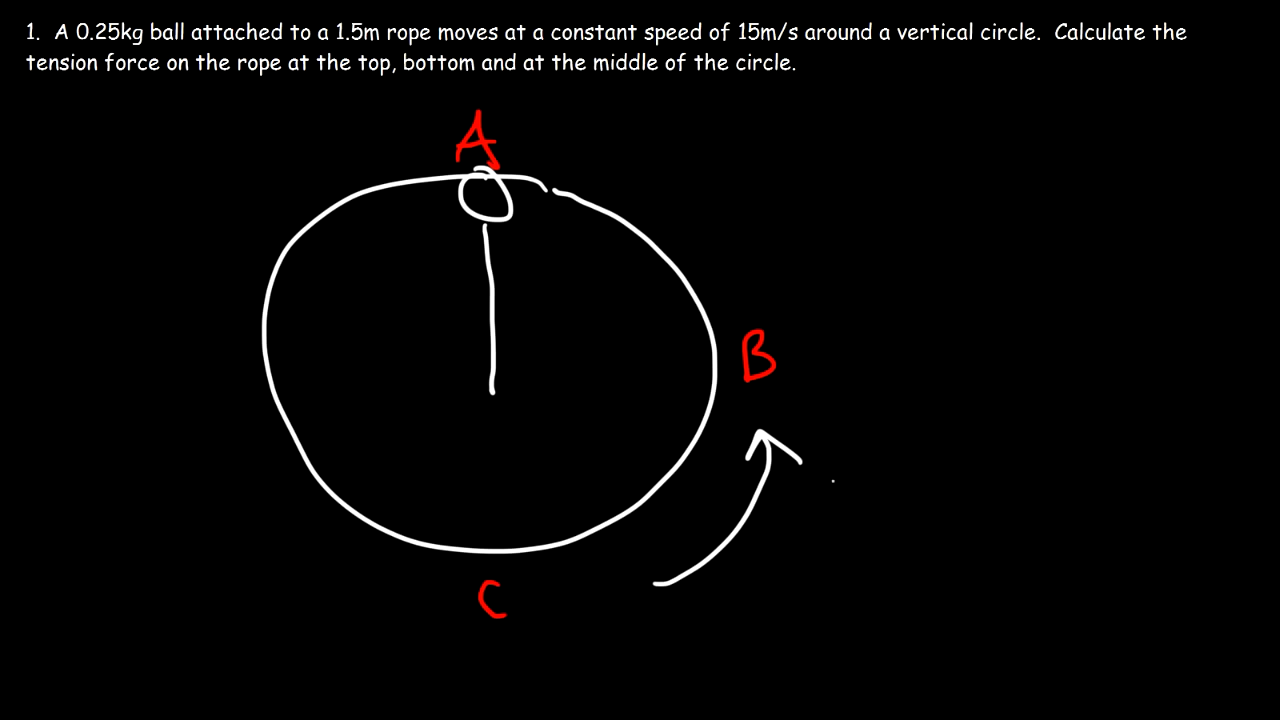 1. A 0.25kg ball attached to a 1.5m rope moves at a constant speed of 15m/s around a vertical circle. Calculate the
tension force on the rope at the top, bottom and at the middle of the circle.
A
B
C